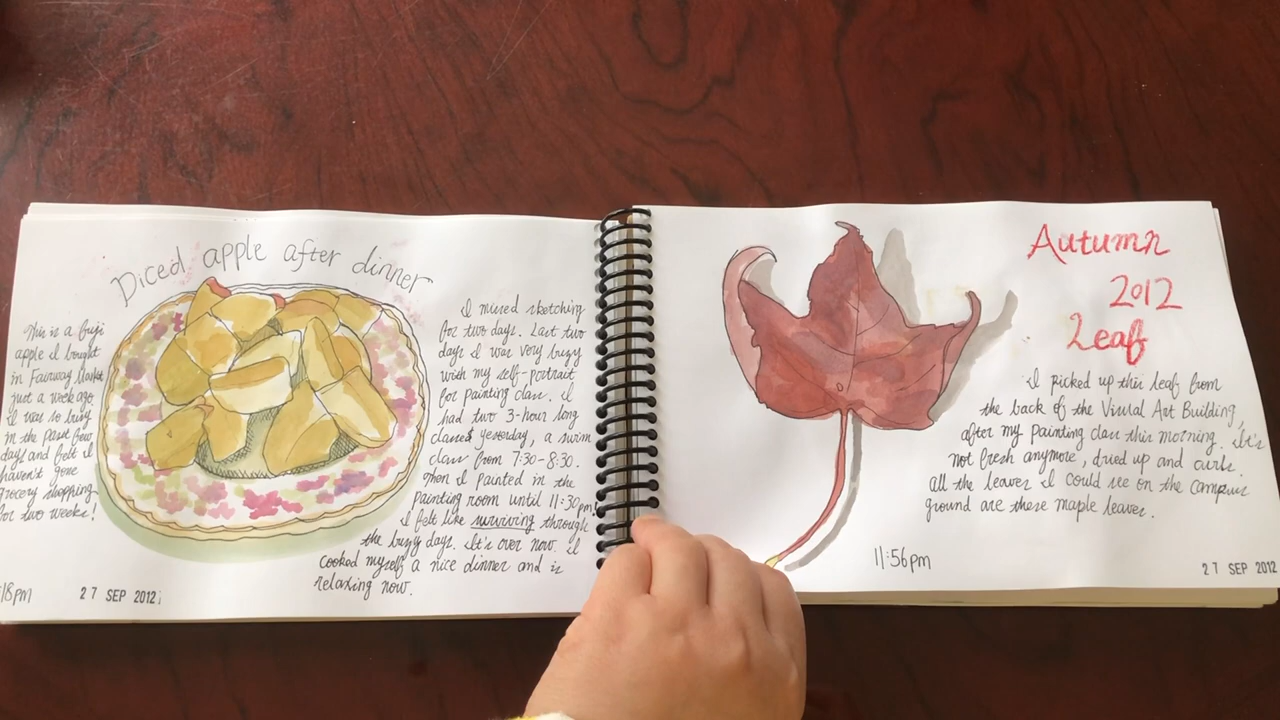 Diced apple after dinner
This is a fuji
apple I bought
in Fairway Market
just a week ago
I was so busy
in the past few
days and felt I
haven't gone
grocery shopping
for two weeks!
18pm
27 SEP 2012
I missed sketching
for two days. Last two
days I was very busy
with my self-portrait
for painting class. I
had two 3-hour long
classes yesterday, a swim
class from 7:30-8:30.
then I painted in the
painting room until 11:30pm.
I felt like surviving through
the busy days. It's over now. I
cooked myself a nice dinner and is
relaxing now.
Autumn
2012
Leaf
I picked up this leaf from
the back of the Visual Art Building,
after my painting class this morning. It's
not fresh anymore, dried up and curls.
all the leaves I could see on the campus
ground are these maple leaves.
11:56pm
27 SEP 2012